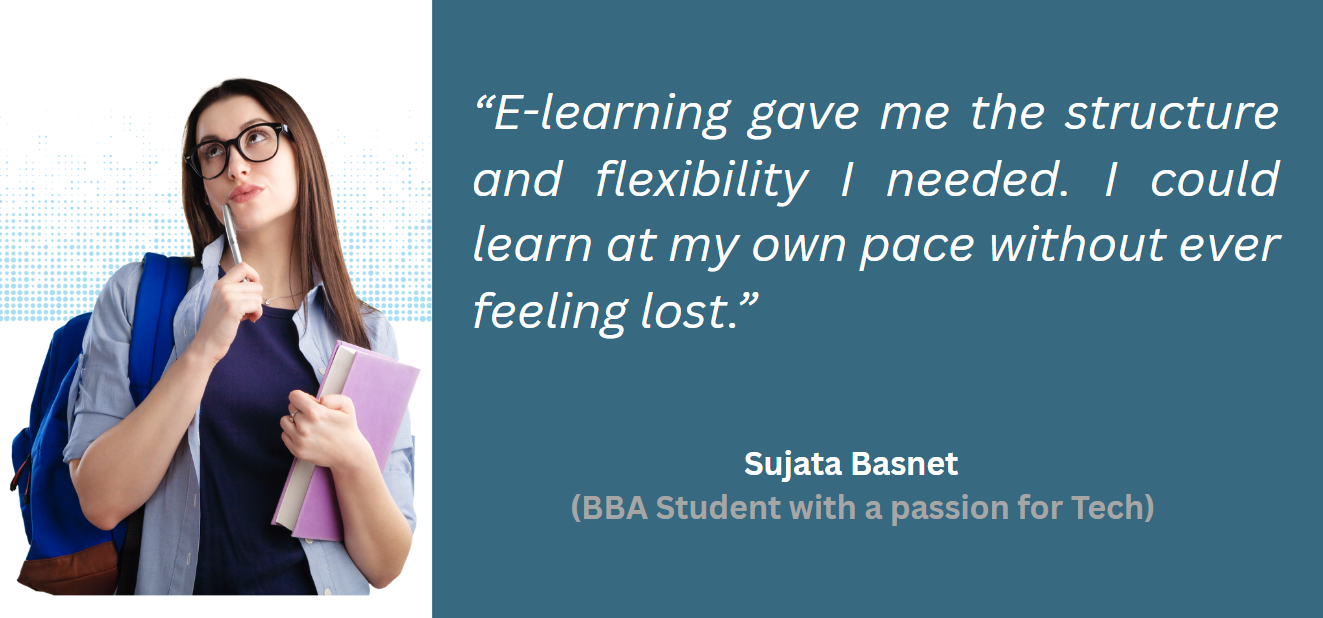 “E-learning gave me the structure
and flexibility I needed. I could
learn at my own pace without ever
feeling lost.”
Sujata Basnet
(BBA Student with a passion for Tech)